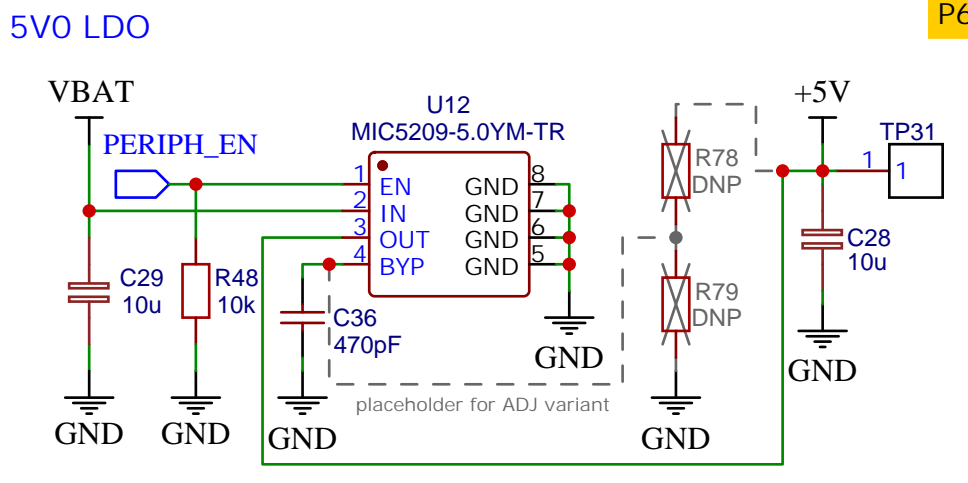 5V0 LDO
P6
VBAT
PERIPH_EN
U12
MIC5209-5.0YM-TR
1
EN
2
IN
3
OUT
4
BYP
8
GND
7
GND
6
GND
5
GND
R78
DNP
R79
DNP
+5V
TP31
1
1
C28
10u
C29
10u
R48
10k
C36
470pF
GND
GND
GND
GND
GND
GND
placeholder for ADJ variant